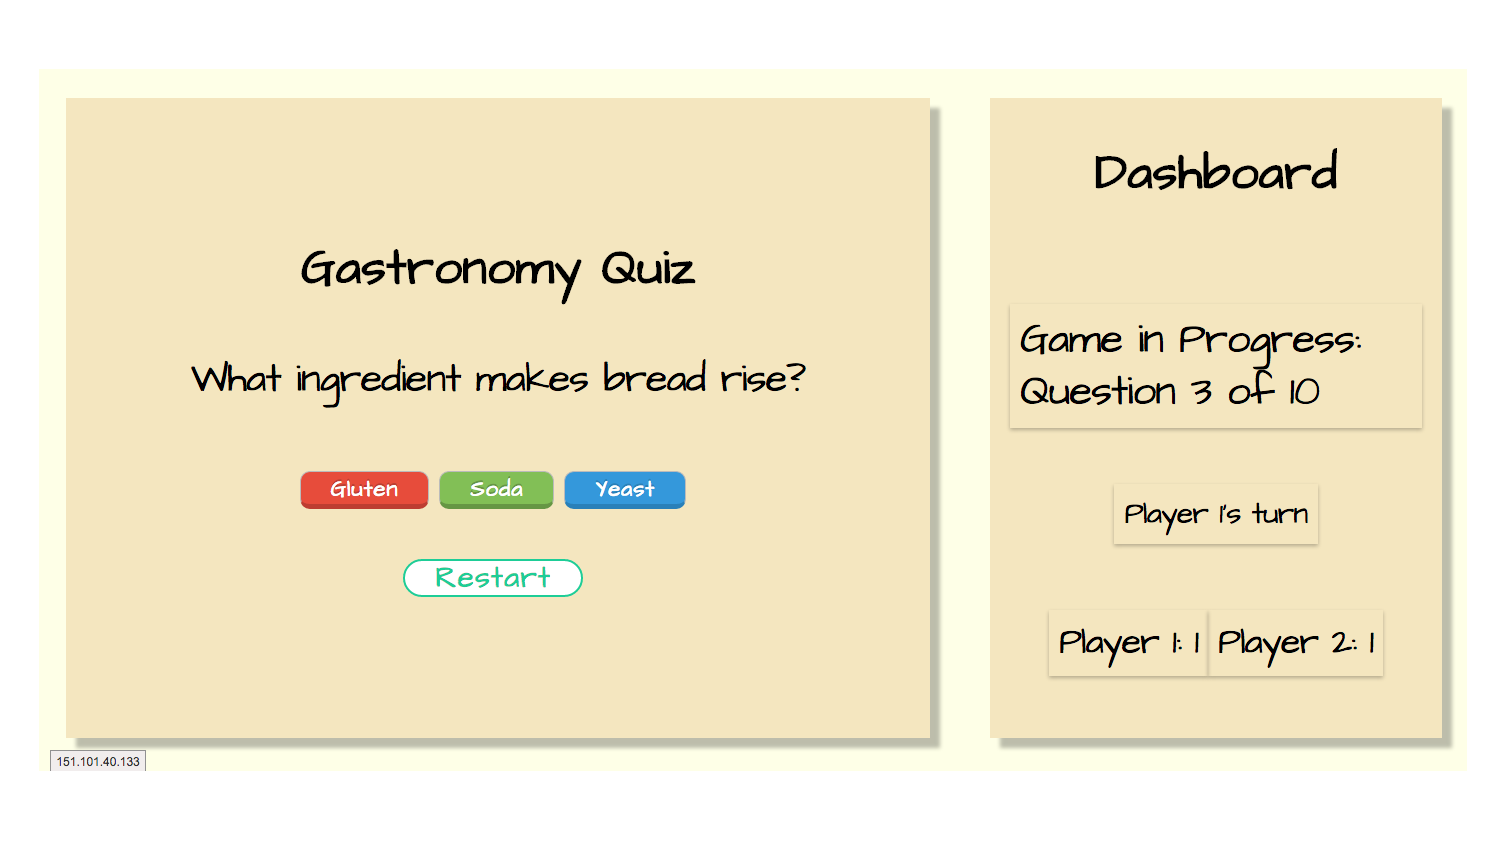 Gastronomy Quiz
What ingredient makes bread rise?
Gluten
Soda
Yeast
Restart
Dashboard
Game in Progress:
Question 3 of 10
Player 1's turn
Player 1: 1
Player 2: 1
151.101.40.133